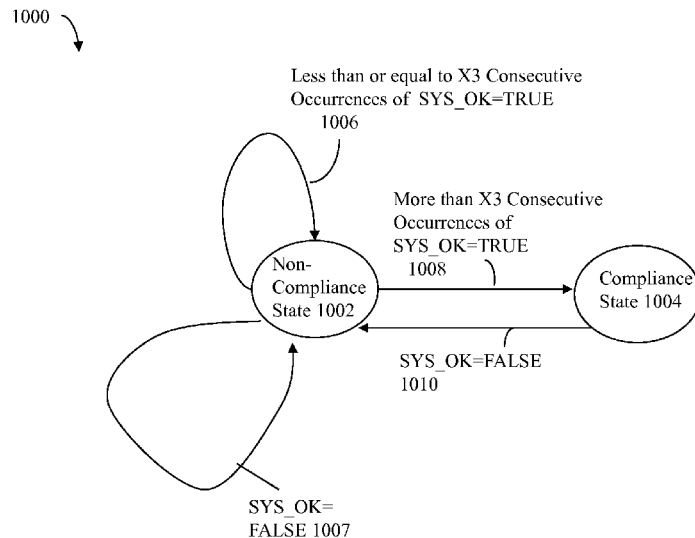 1000
Less than or equal to X3 Consecutive
Occurrences of SYS_OK=TRUE
1006
More than X3 Consecutive
Occurrences of
SYS_OK=TRUE
1008
Non-
Compliance
State 1002
Compliance
State 1004
SYS_OK=FALSE
1010
SYS_OK=
FALSE 1007